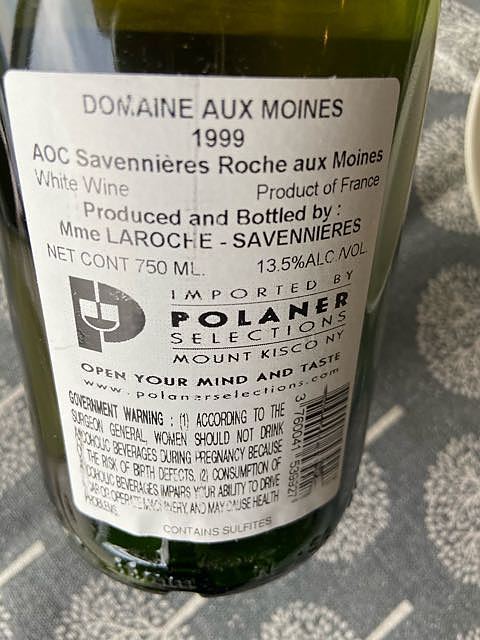 DOMAINE AUX MOINES
1999
AOC Savennières Roche aux Moines
White Wine Product of France
Produced and Bottled by :
Mme LAROCHE - SAVENNIERES
NET CONT 750 ML. 13.5%ALC./VOL.
IMPORTED BY
POLANER
SELECTIONS
MOUNT KISCO NY
OPEN YOUR MIND AND TASTE
www.polanerselections.com
GOVERNMENT WARNING : (1) ACCORDING TO THE
SURGEON GENERAL, WOMEN SHOULD NOT DRINK
ALCOHOLIC BEVERAGES DURING PREGNANCY BECAUSE
OF THE RISK OF BIRTH DEFECTS. (2) CONSUMPTION OF
ALCOHOLIC BEVERAGES IMPAIRS YOUR ABILITY TO DRIVE
A CAR OR OPERATE MACHINERY, AND MAY CAUSE HEALTH
PROBLEMS.
CONTAINS SULFITES